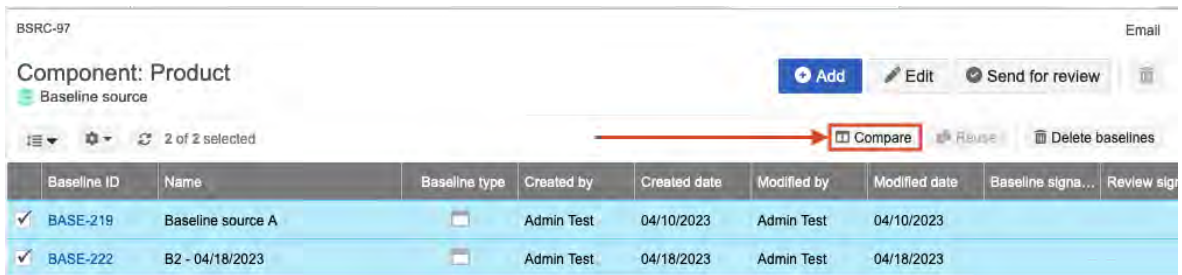 BSRC-97
Email
Component: Product
Add
Edit
Send for review
Baseline source
2 of 2 selected
Compare
Reuse
Delete baselines
Baseline ID Name Baseline type Created by Created date Modified by Modified date Baseline signa... Review sigr
BASE-219 Baseline source A Admin Test 04/10/2023 Admin Test 04/10/2023
BASE-222 B2 - 04/18/2023 Admin Test 04/18/2023 Admin Test 04/18/2023